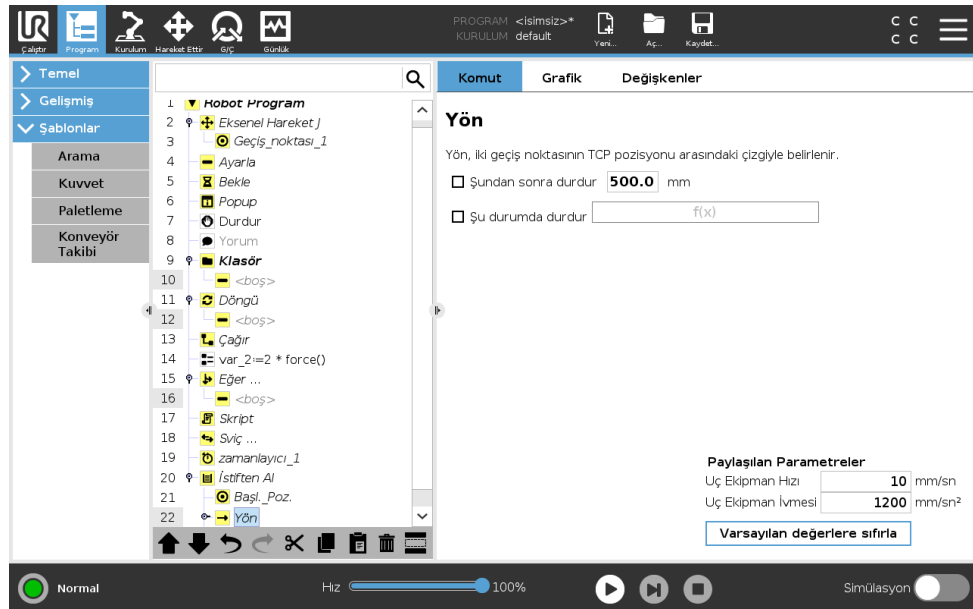 PROGRAM <isimsiz>*
KURULUM default
C C
C C
Çalıştır Program Kurulum Hareket Ettir G/Ç Günlük Yeni... Aç... Kaydet...
Temel
Gelişmiş
Şablonlar
Arama
Kuvvet
Paletleme
Konveyör
Takibi
1 Robot Program
2 Eksenel Hareket J
3 Geçiş_noktası_1
4 Ayarla
5 Bekle
6 Popup
7 Durdur
8 Yorum
9 Klasör
10 <boş>
11 Döngü
12 <boş>
13 Çağır
14 var_2:=2 * force()
15 Eğer ...
16 <boş>
17 Skript
18 Sviç ...
19 zamanlayıcı_1
20 İstiften Al
21 Başl._Poz.
22 Yön
Komut Grafik Değişkenler
Yön
Yön, iki geçiş noktasının TCP pozisyonu arasındaki çizgiyle belirlenir.
Şundan sonra durdur 500.0 mm
Şu durumda durdur f(x)
Paylaşılan Parametreler
Uç Ekipman Hızı 10 mm/sn
Uç Ekipman İvmesi 1200 mm/sn²
Varsayılan değerlere sıfırla
Normal Hız 100% Simülasyon